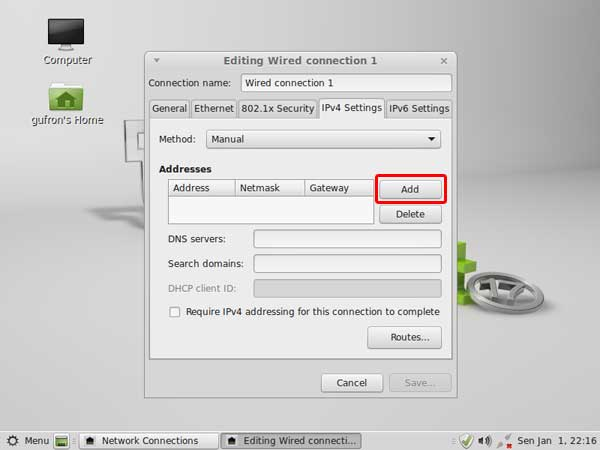 Computer
gufron's Home
Editing Wired connection 1
Connection name: Wired connection 1
General Ethernet 802.1x Security IPv4 Settings IPv6 Settings
Method: Manual
Addresses
Address Netmask Gateway Add
Delete
DNS servers:
Search domains:
DHCP client ID:
Require IPv4 addressing for this connection to complete
Routes...
Cancel Save...
Menu Network Connections Editing Wired connecti... Sen Jan 1, 22:16